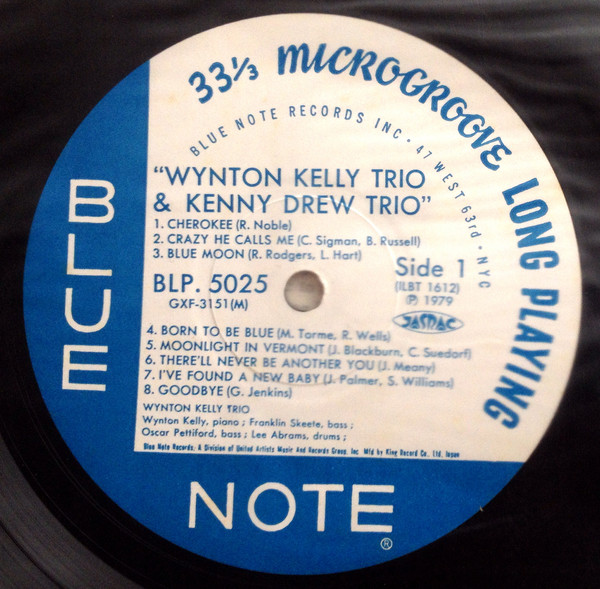 33⅓ MICROGROOVE LONG PLAYING
BLUE NOTE RECORDS INC • 47 WEST 63rd • NYC
"WYNTON KELLY TRIO
& KENNY DREW TRIO"
1. CHEROKEE (R. Noble)
2. CRAZY HE CALLS ME (C. Sigman, B. Russell)
3. BLUE MOON (R. Rodgers, L. Hart)
BLP. 5025
GXF-3151(M)
Side 1
(ILBT 1612)
Ⓟ 1979
JASRAC
4. BORN TO BE BLUE (M. Torme, R. Wells)
5. MOONLIGHT IN VERMONT (J. Blackburn, C. Suedorf)
6. THERE'LL NEVER BE ANOTHER YOU (J. Meany)
7. I'VE FOUND A NEW BABY (J. Palmer, S. Williams)
8. GOODBYE (G. Jenkins)
WYNTON KELLY TRIO
Wynton Kelly, piano ; Franklin Skeete, bass ;
Oscar Pettiford, bass ; Lee Abrams, drums ;
Blue Note Records, A Division of United Artists Music And Records Group, Inc. Mfd by King Record Co. Ltd. Japan
BLUE
NOTE®